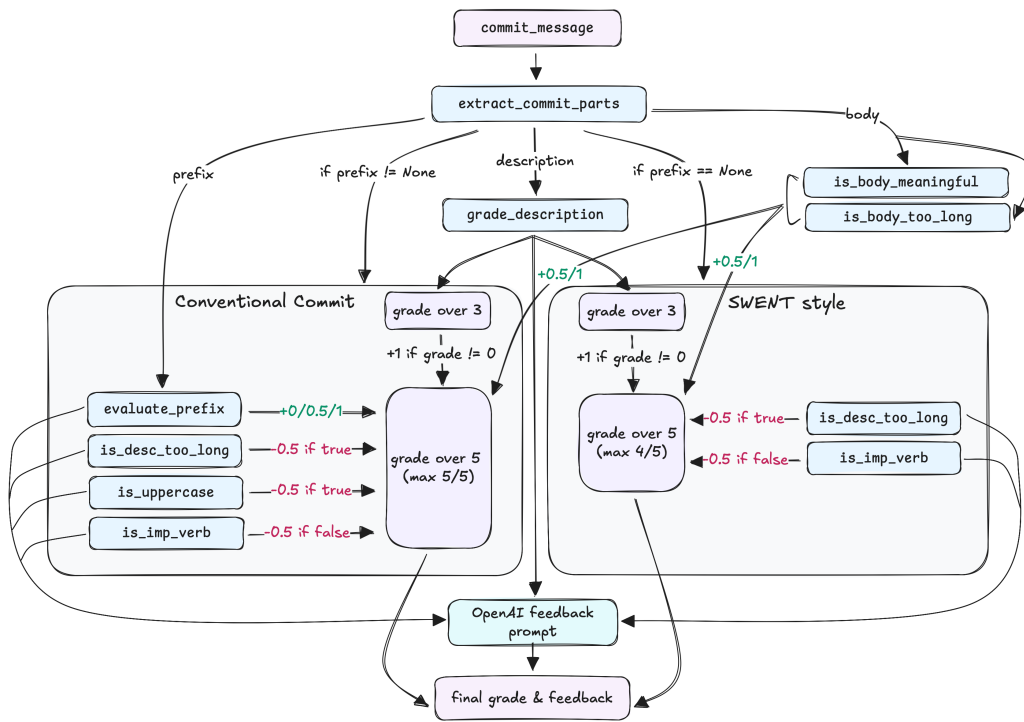 commit_message
extract_commit_parts
body
prefix
if prefix != None
description
if prefix == None
is_body_meaningful
grade_description
is_body_too_long
+0.5/1
+0.5/1
Conventional Commit
grade over 3
+1 if grade != 0
evaluate_prefix
+0/0.5/1
is_desc_too_long
-0.5 if true
is_uppercase
-0.5 if true
is_imp_verb
-0.5 if false
grade over 5
(max 5/5)
SWENT style
grade over 3
+1 if grade != 0
grade over 5
(max 4/5)
-0.5 if true
is_desc_too_long
-0.5 if false
is_imp_verb
OpenAI feedback
prompt
final grade & feedback